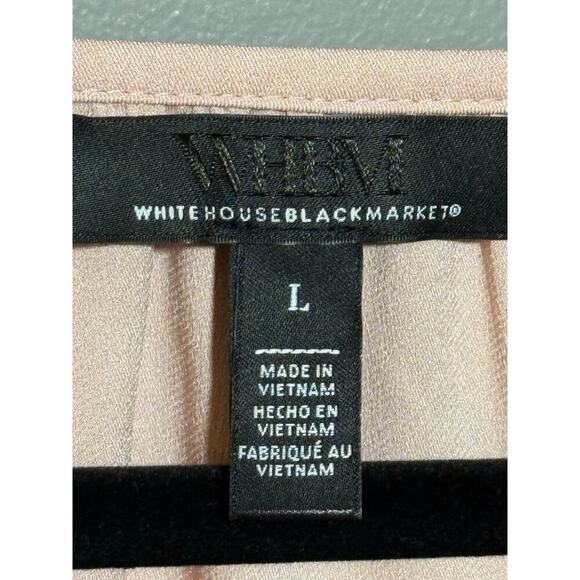 WHBM
WHITEHOUSEBLACKMARKET®
L
MADE IN
VIETNAM
HECHO EN
VIETNAM
FABRIQUÉ AU
VIETNAM